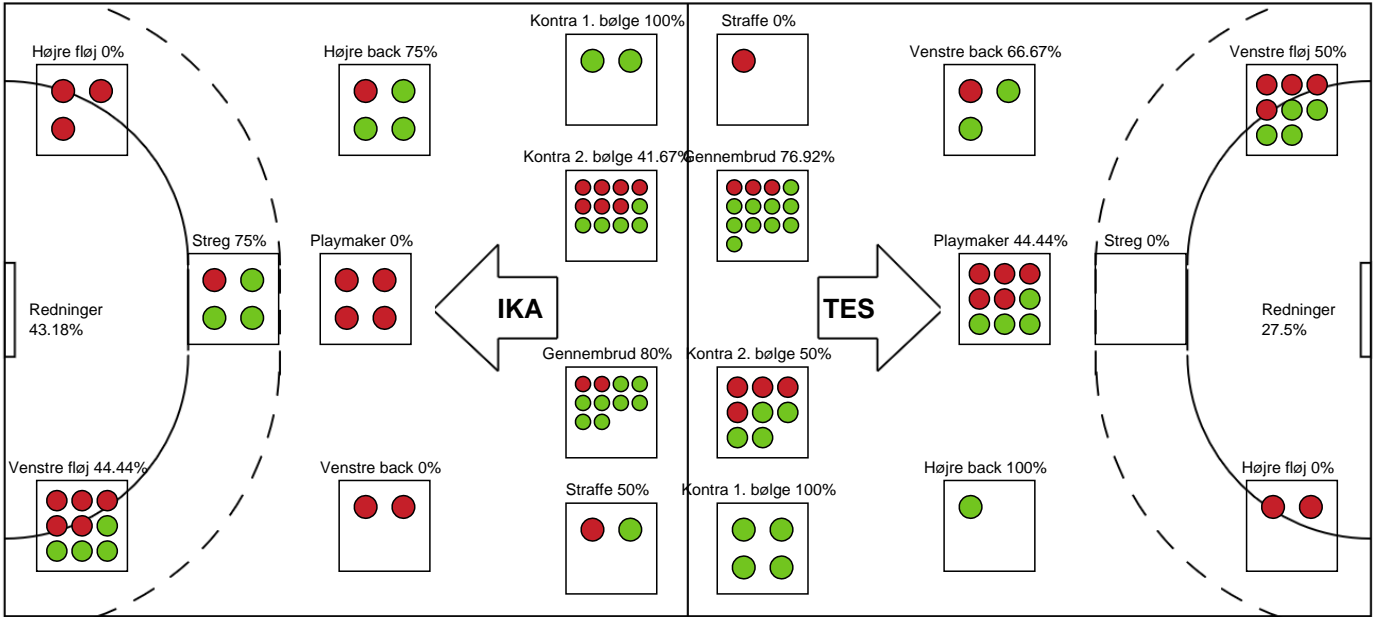 Kontra 1. bølge 100%
Straffe 0%
Højre fløj 0%
Højre back 75%
Venstre back 66.67%
Venstre fløj 50%
Kontra 2. bølge 41.67%
Gennembrud 76.92%
Streg 75%
Playmaker 0%
Playmaker 44.44%
Streg 0%
Redninger
43.18%
IKA
TES
Redninger
27.5%
Gennembrud 80%
Kontra 2. bølge 50%
Venstre fløj 44.44%
Venstre back 0%
Straffe 50%
Kontra 1. bølge 100%
Højre back 100%
Højre fløj 0%